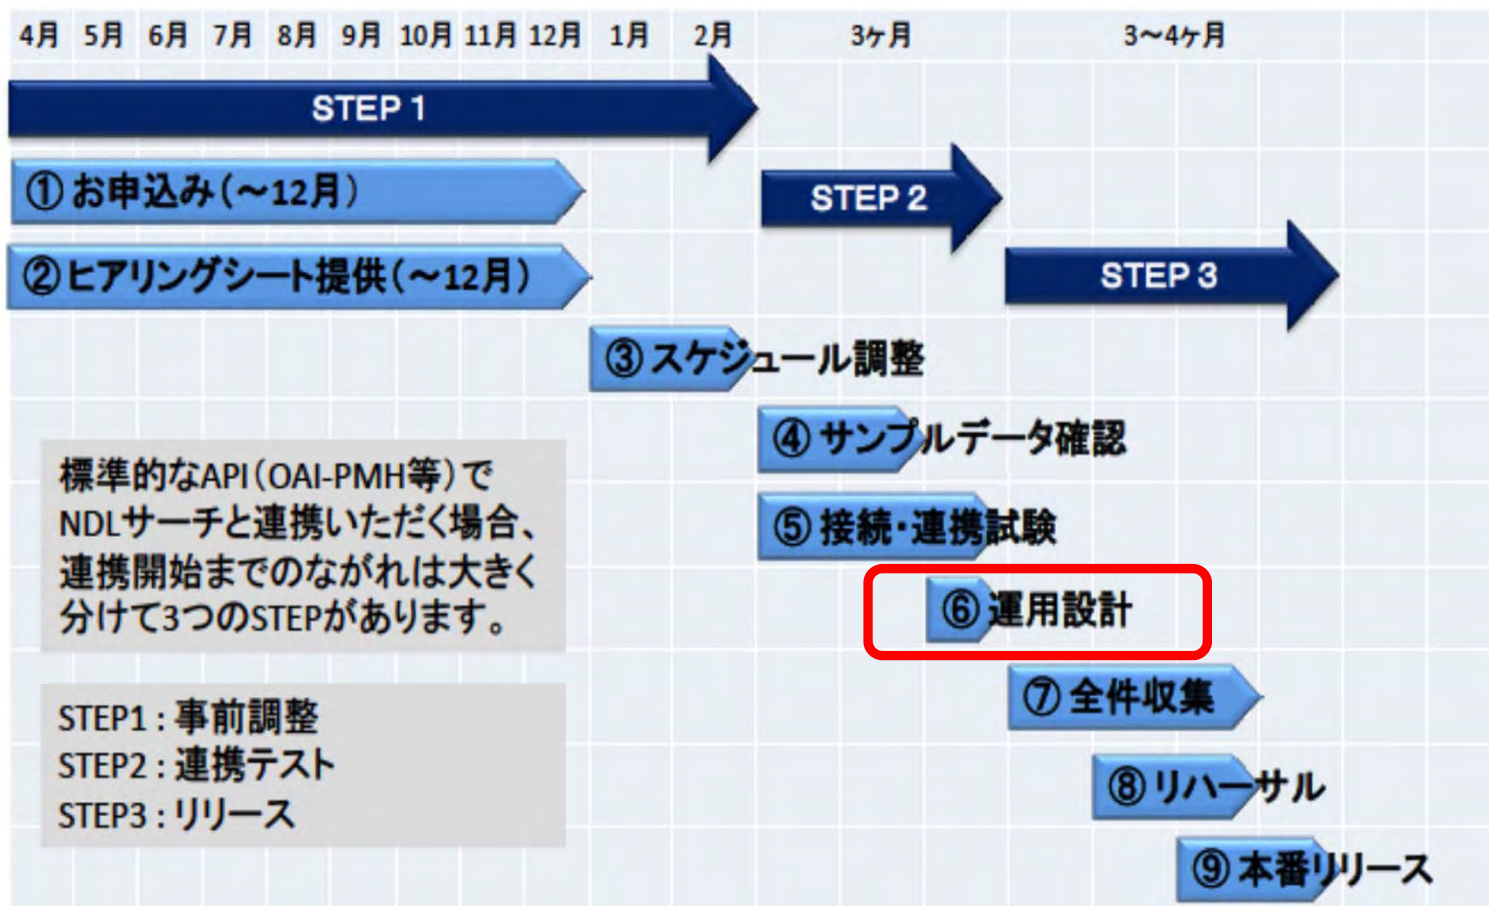 4月 5月 6月 7月 8月 9月 10月 11月 12月 1月 2月 3ヶ月 3～4ヶ月
STEP 1
①お申込み（～12月）
STEP 2
②ヒアリングシート提供（～12月）
STEP 3
③スケジュール調整
④サンプルデータ確認
標準的なAPI（OAI-PMH等）で
NDLサーチと連携いただく場合、
連携開始までのながれは大きく
分けて3つのSTEPがあります。
⑤接続・連携試験
⑥運用設計
⑦全件収集
STEP1：事前調整
STEP2：連携テスト
STEP3：リリース
⑧リハーサル
⑨本番リリース